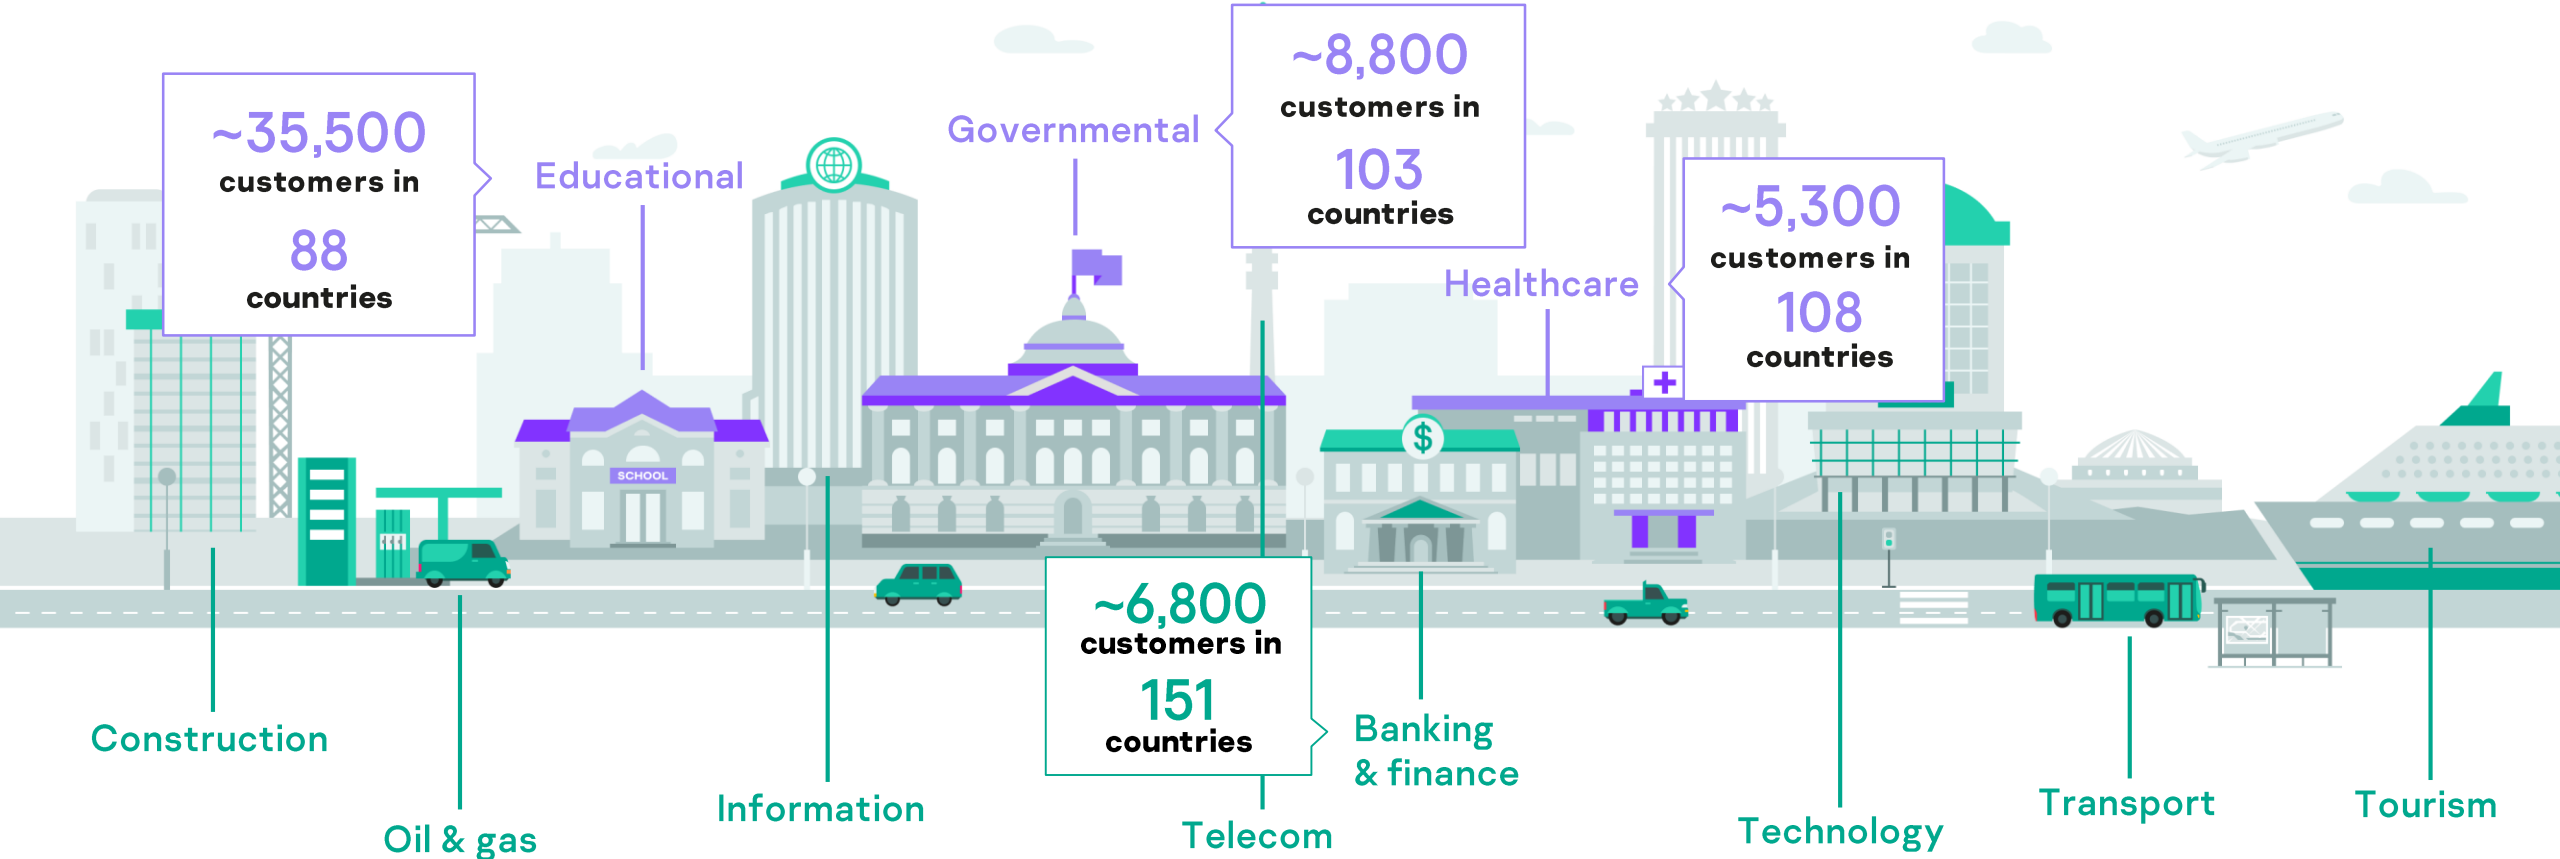 ~35,500
customers in
88
countries
Educational
Governmental
~8,800
customers in
103
countries
Healthcare
~5,300
customers in
108
countries
SCHOOL
$
~6,800
customers in
151
countries
Banking
& finance
Construction
Oil & gas
Information
Telecom
Technology
Transport
Tourism